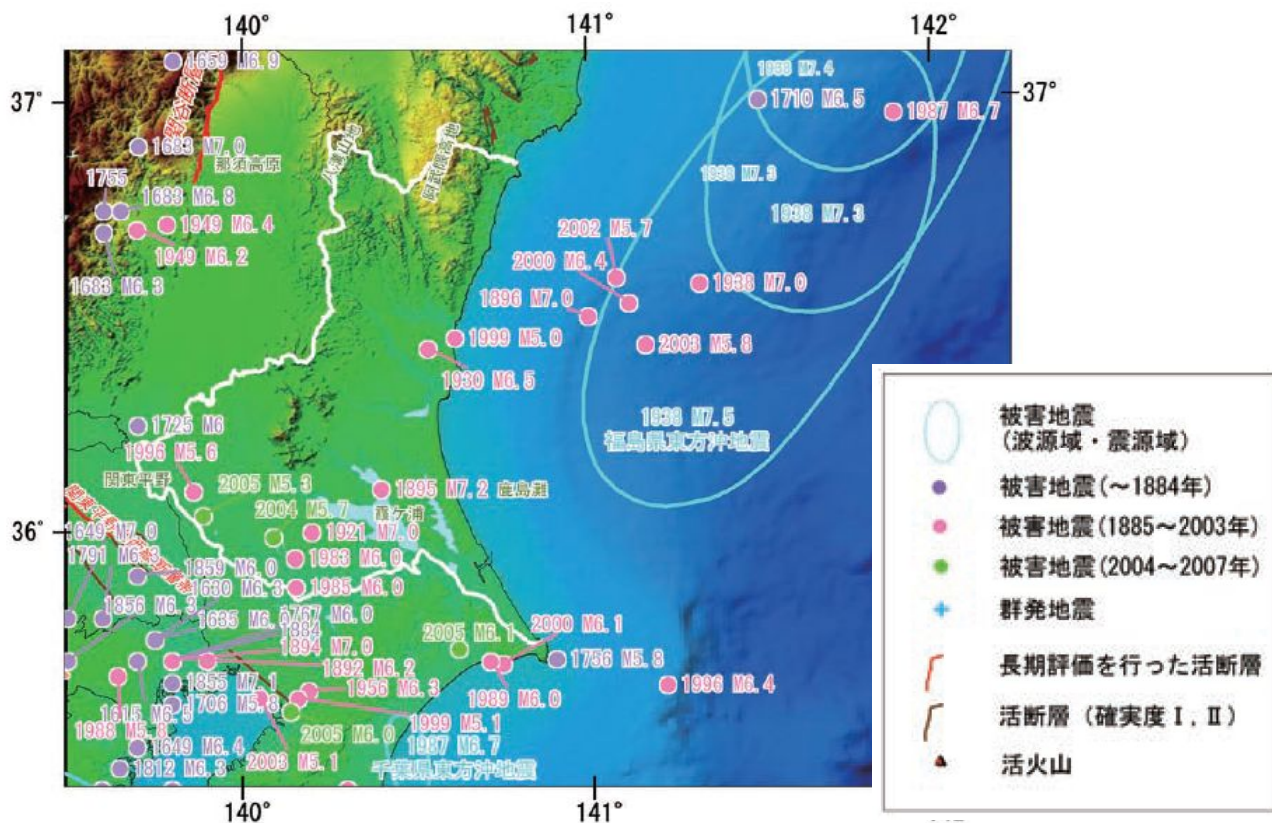 140° 141° 142°
1659 M6.9
37°
37°
関谷断層
1938 M7.4
1710 M6.5
1987 M6.7
1683 M7.0
那須高原
八溝山地
阿武隈高地
1938 M7.3
1755
1683 M6.8
1938 M7.3
1949 M6.4
2002 M5.7
1949 M6.2
2000 M6.4
1683 M6.3
1938 M7.0
1896 M7.0
1999 M5.0
2003 M5.8
1930 M6.5
1938 M7.5
福島県東方沖地震
1725 M6
1996 M5.6
関東平野
2005 M5.3
1895 M7.2
鹿島灘
2004 M5.7
霞ケ浦
36°
1649 M7.0
1921 M7.0
1791 M6.3
1983 M6.0
1859 M6.0
1630 M6.3
1985 M6.0
1856 M6.3
1767 M6.0
1635 M6.0
1884
2005 M6.1
2000 M6.1
1894 M7.0
1756 M5.8
1892 M6.2
1855 M7.1
1956 M6.3
1996 M6.4
1706 M5.8
1989 M6.0
1615 M6.5
1999 M5.1
1988 M5.8
2005 M6.0
1987 M6.7
1649 M6.4
2003 M5.1
千葉県東方沖地震
1812 M6.3
140° 141°
被害地震
(波源域・震源域)
被害地震(〜1884年)
被害地震(1885〜2003年)
被害地震(2004〜2007年)
群発地震
長期評価を行った活断層
活断層（確実度Ⅰ,Ⅱ）
活火山